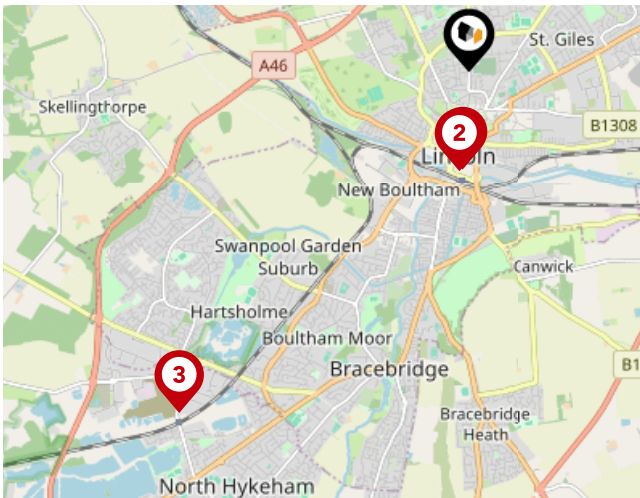 St. Giles
A46
Skellingthorpe
B1308
2
Lincoln
New Boultham
Swanpool Garden
Suburb
Canwick
Hartsholme
Boultham Moor
B1
3
Bracebridge
Bracebridge
Heath
North Hykeham